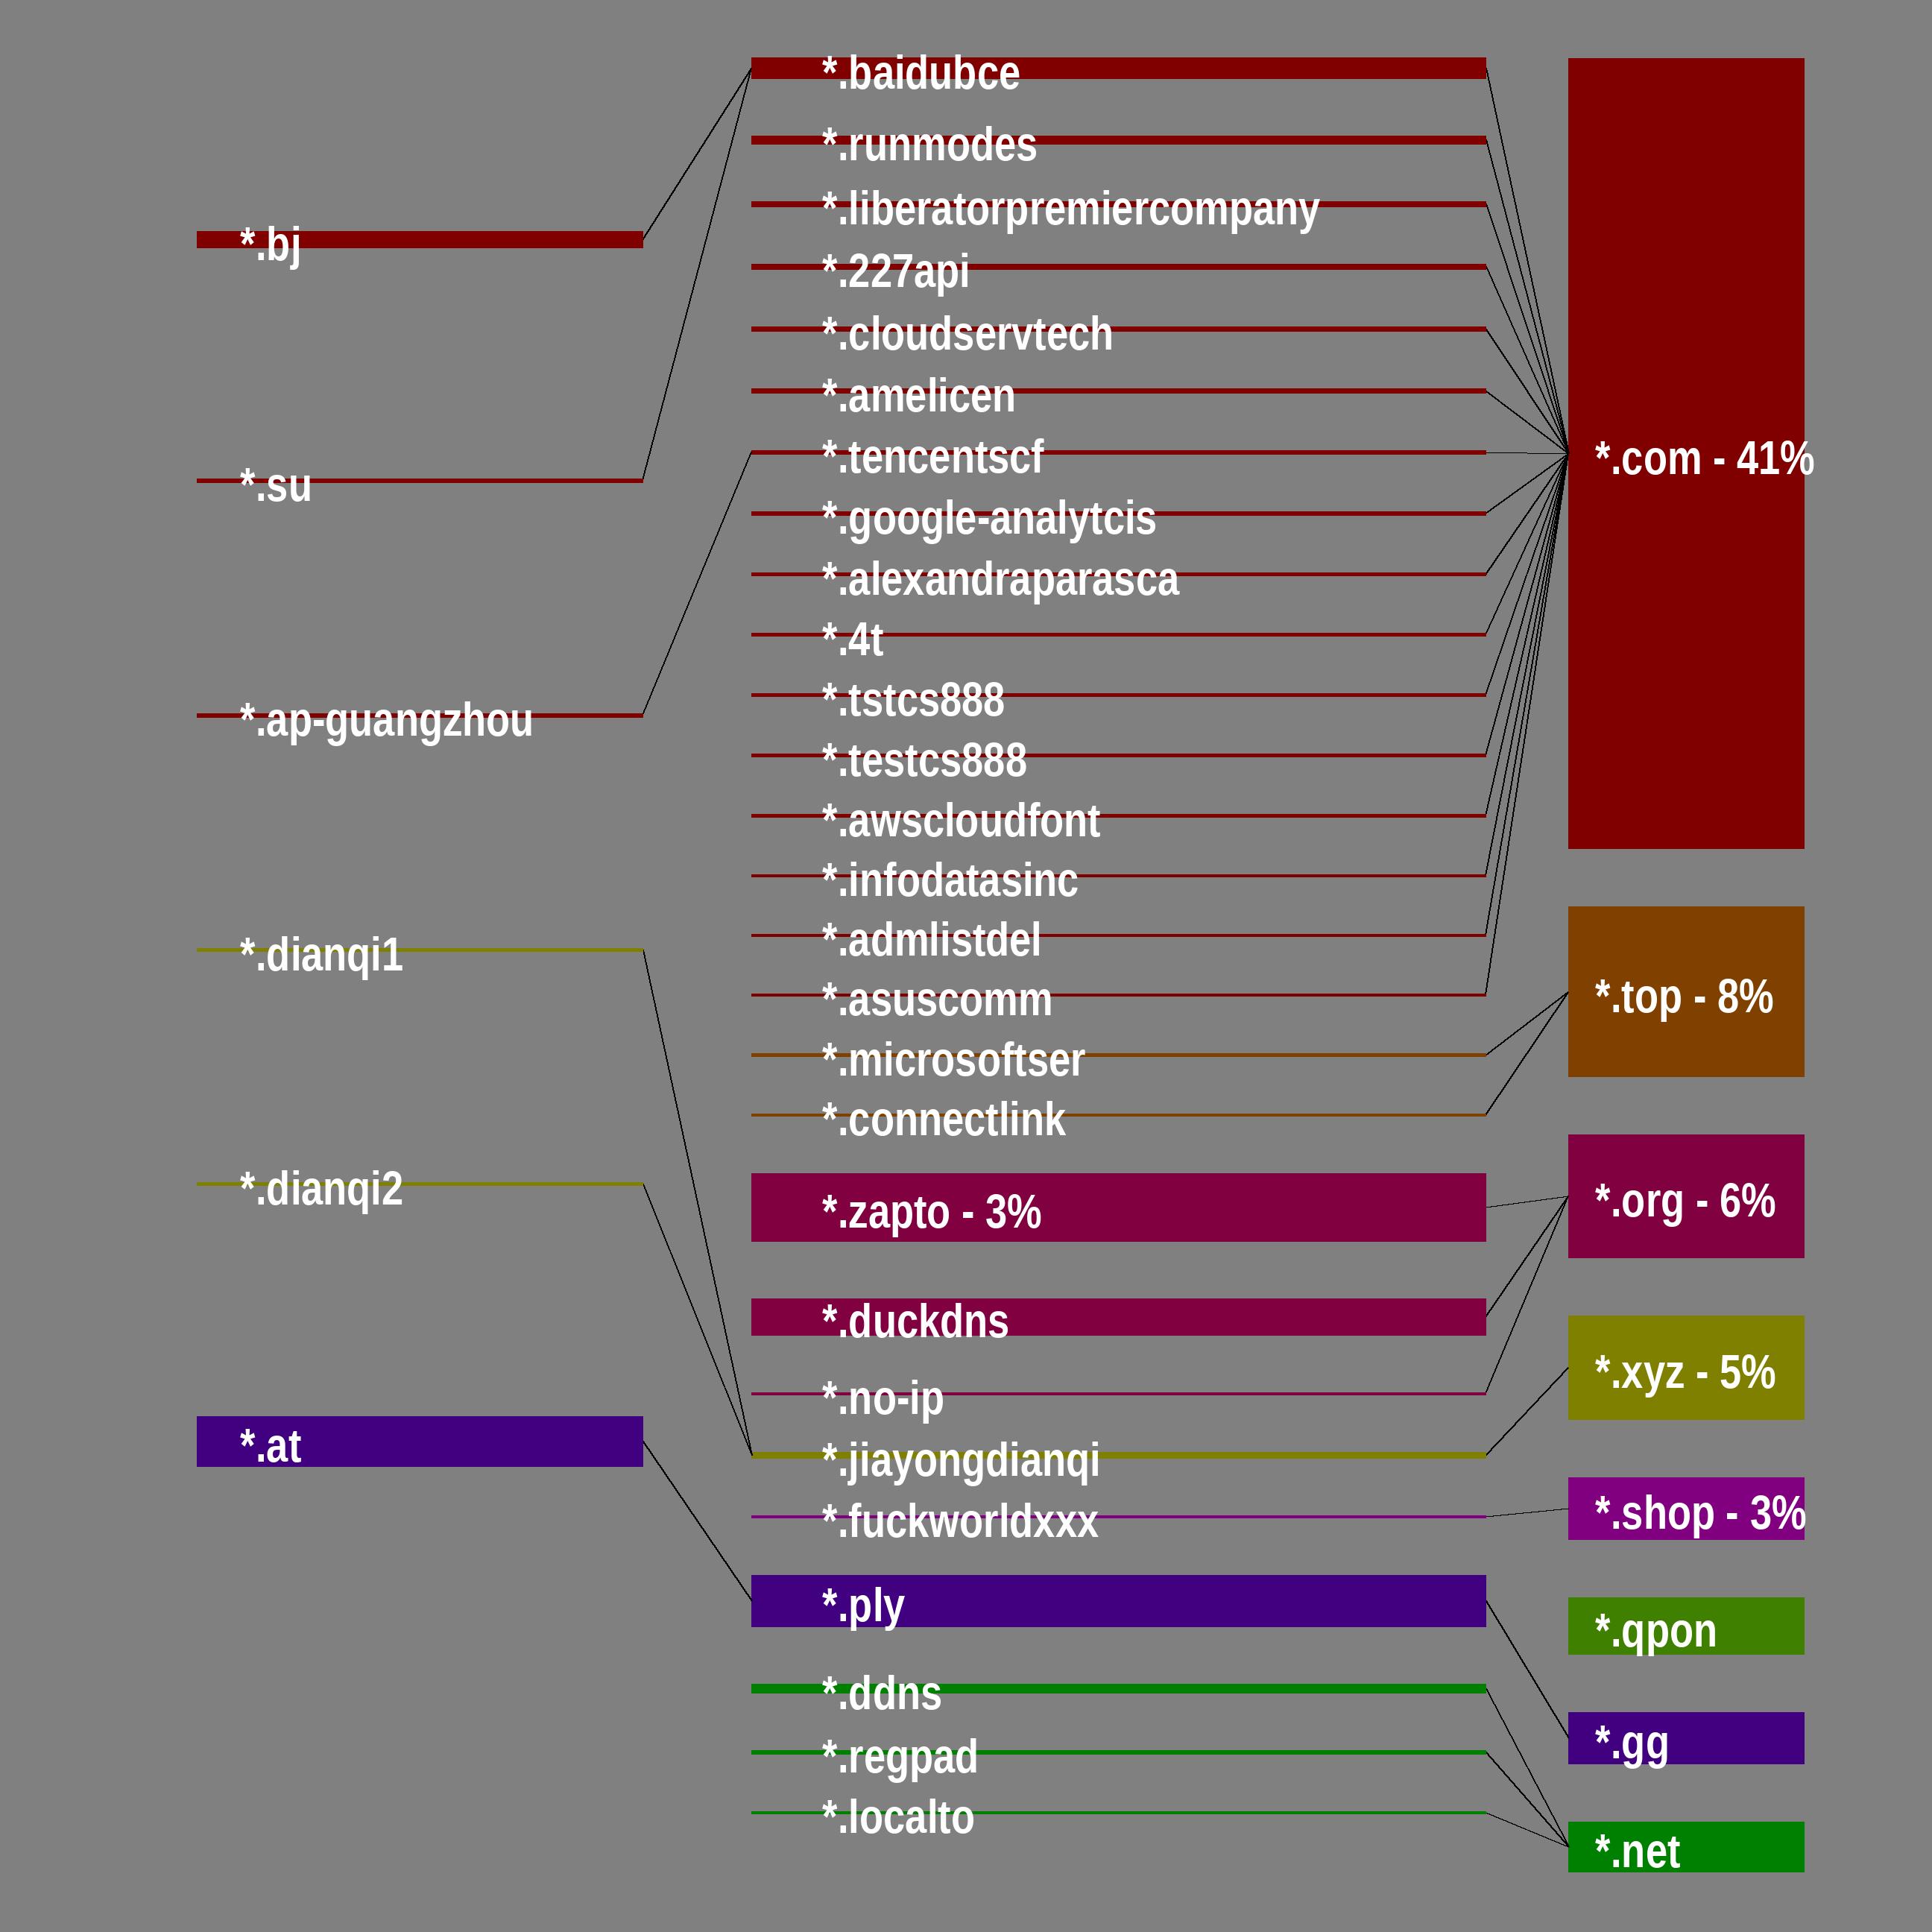 *.bj
*.su
*.ap-guangzhou
*.dianqi1
*.dianqi2
*.at
*.baidubce
*.runmodes
*.liberatorpremiercompany
*.227api
*.cloudservtech
*.amelicen
*.tencentscf
*.google-analytcis
*.alexandraparasca
*.4t
*.tstcs888
*.testcs888
*.awscloudfont
*.infodatasinc
*.admlistdel
*.asuscomm
*.microsoftser
*.connectlink
*.zapto - 3%
*.duckdns
*.no-ip
*.jiayongdianqi
*.fuckworldxxx
*.ply
*.ddns
*.regpad
*.localto
*.com - 41%
*.top - 8%
*.org - 6%
*.xyz - 5%
*.shop - 3%
*.qpon
*.gg
*.net